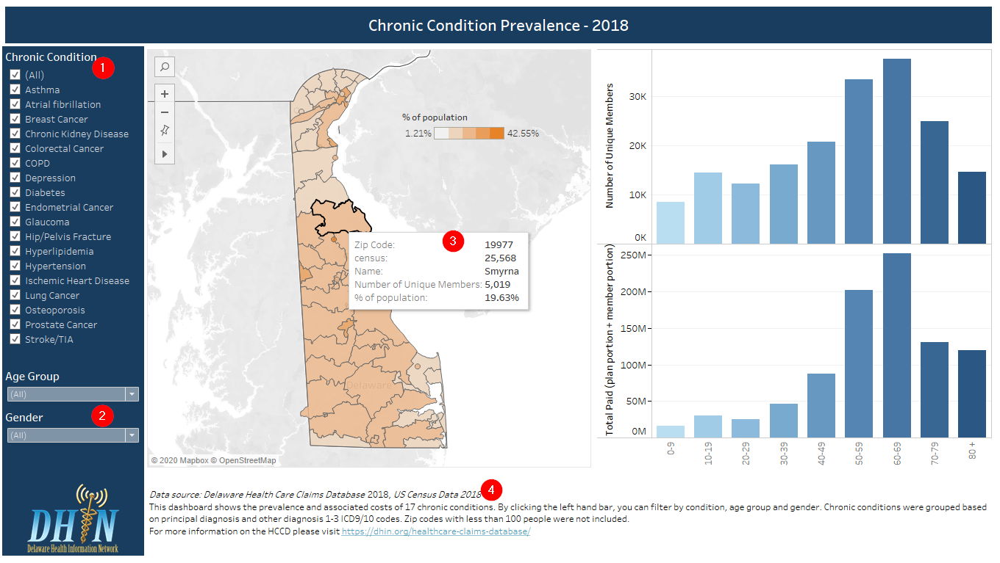 Chronic Condition Prevalence - 2018
Chronic Condition
1
(All)
Asthma
Atrial fibrillation
Breast Cancer
Chronic Kidney Disease
Colorectal Cancer
COPD
Depression
Diabetes
Endometrial Cancer
Glaucoma
Hip/Pelvis Fracture
Hyperlipidemia
Hypertension
Ischemic Heart Disease
Lung Cancer
Osteoporosis
Prostate Cancer
Stroke/TIA
Age Group
(All)
Gender
2
(All)
DHIN
Delaware Health Information Network
% of population
1.21% 42.55%
3
Zip Code: 19977
census: 25,568
Name: Smyrna
Number of Unique Members: 5,019
% of population: 19.63%
Delaware
© 2020 Mapbox © OpenStreetMap
Number of Unique Members
30K
20K
10K
0K
Total Paid (plan portion + member portion)
250M
200M
150M
100M
50M
0M
0-9
10-19
20-29
30-39
40-49
50-59
60-69
70-79
80 +
Data source: Delaware Health Care Claims Database 2018, US Census Data 2018
4
This dashboard shows the prevalence and associated costs of 17 chronic conditions. By clicking the left hand bar, you can filter by condition, age group and gender. Chronic conditions were grouped based
on principal diagnosis and other diagnosis 1-3 ICD9/10 codes. Zip codes with less than 100 people were not included.
For more information on the HCCD please visit https://dhin.org/healthcare-claims-database/